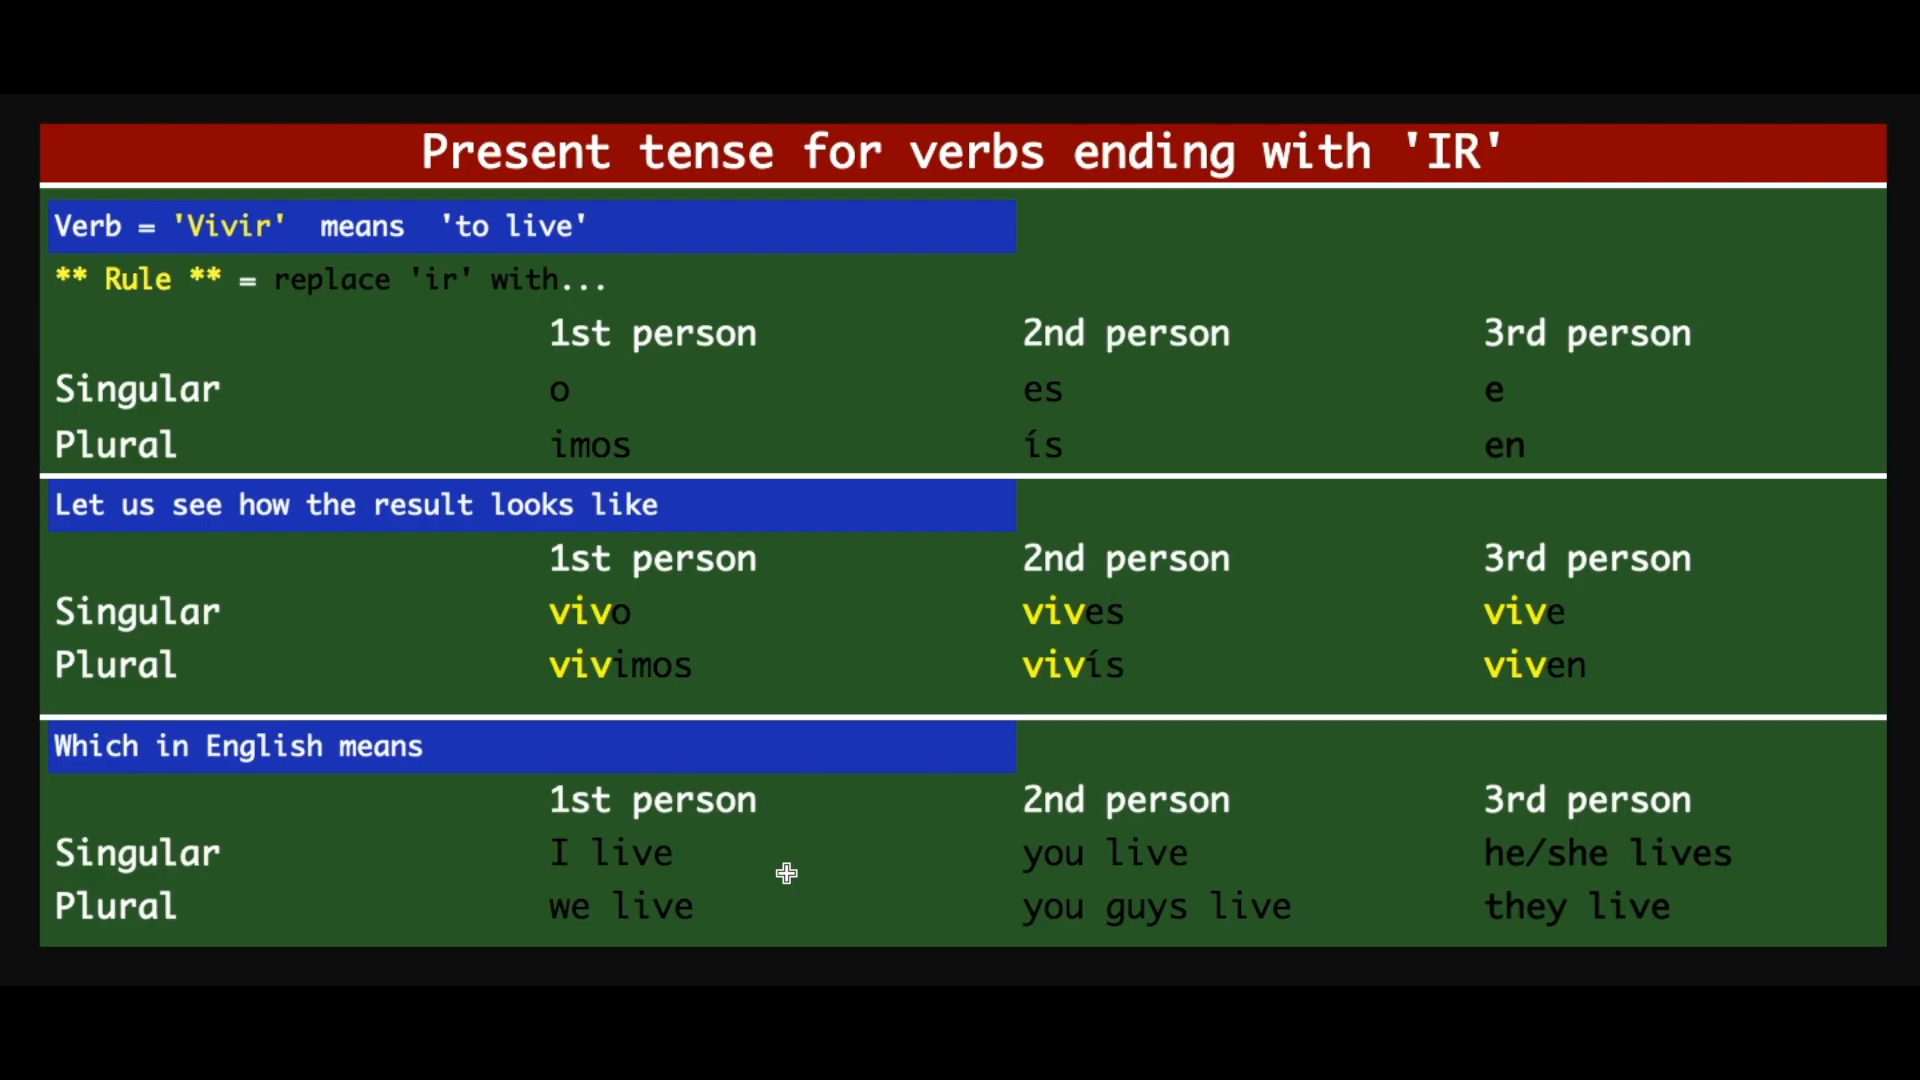 Present tense for verbs ending with 'IR'
Verb = 'Vivir' means 'to live'
** Rule ** = replace 'ir' with...
1st person 2nd person 3rd person
Singular o es e
Plural imos ís en
Let us see how the result looks like
1st person 2nd person 3rd person
Singular vivo vives vive
Plural vivimos vivís viven
Which in English means
1st person 2nd person 3rd person
Singular I live you live he/she lives
Plural we live you guys live they live